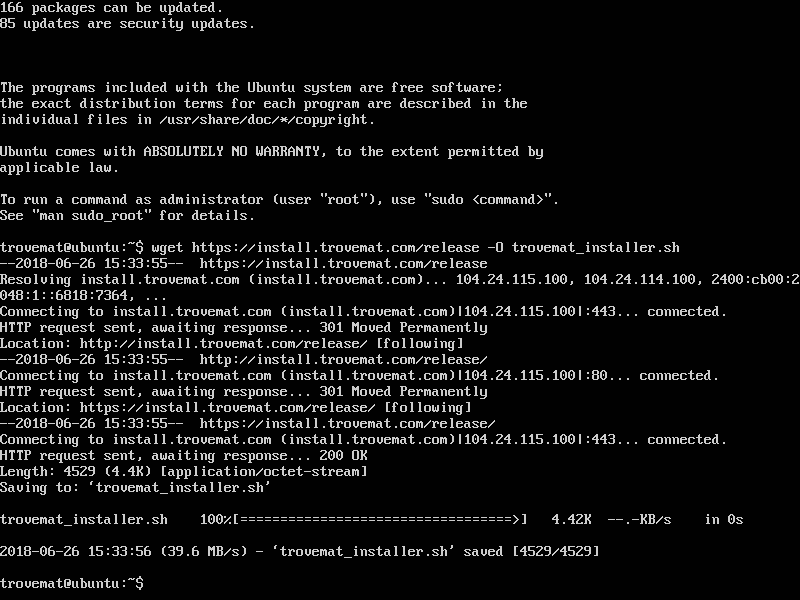 166 packages can be updated.
85 updates are security updates.
The programs included with the Ubuntu system are free software;
the exact distribution terms for each program are described in the
individual files in /usr/share/doc/*/copyright.
Ubuntu comes with ABSOLUTELY NO WARRANTY, to the extent permitted by
applicable law.
To run a command as administrator (user "root"), use "sudo <command>".
See "man sudo_root" for details.
trovemat@ubuntu:~$ wget https://install.trovemat.com/release -O trovemat_installer.sh
--2018-06-26 15:33:55--  https://install.trovemat.com/release
Resolving install.trovemat.com (install.trovemat.com)... 104.24.115.100, 104.24.114.100, 2400:cb00:2
048:1::6818:7364, ...
Connecting to install.trovemat.com (install.trovemat.com)|104.24.115.100|:443... connected.
HTTP request sent, awaiting response... 301 Moved Permanently
Location: http://install.trovemat.com/release/ [following]
--2018-06-26 15:33:55--  http://install.trovemat.com/release/
Connecting to install.trovemat.com (install.trovemat.com)|104.24.115.100|:80... connected.
HTTP request sent, awaiting response... 301 Moved Permanently
Location: https://install.trovemat.com/release/ [following]
--2018-06-26 15:33:55--  https://install.trovemat.com/release/
Connecting to install.trovemat.com (install.trovemat.com)|104.24.115.100|:443... connected.
HTTP request sent, awaiting response... 200 OK
Length: 4529 (4.4K) [application/octet-stream]
Saving to: ‘trovemat_installer.sh’
trovemat_installer.sh    100%[==================================>]   4.42K  --.-KB/s    in 0s
2018-06-26 15:33:56 (39.6 MB/s) - ‘trovemat_installer.sh’ saved [4529/4529]
trovemat@ubuntu:~$